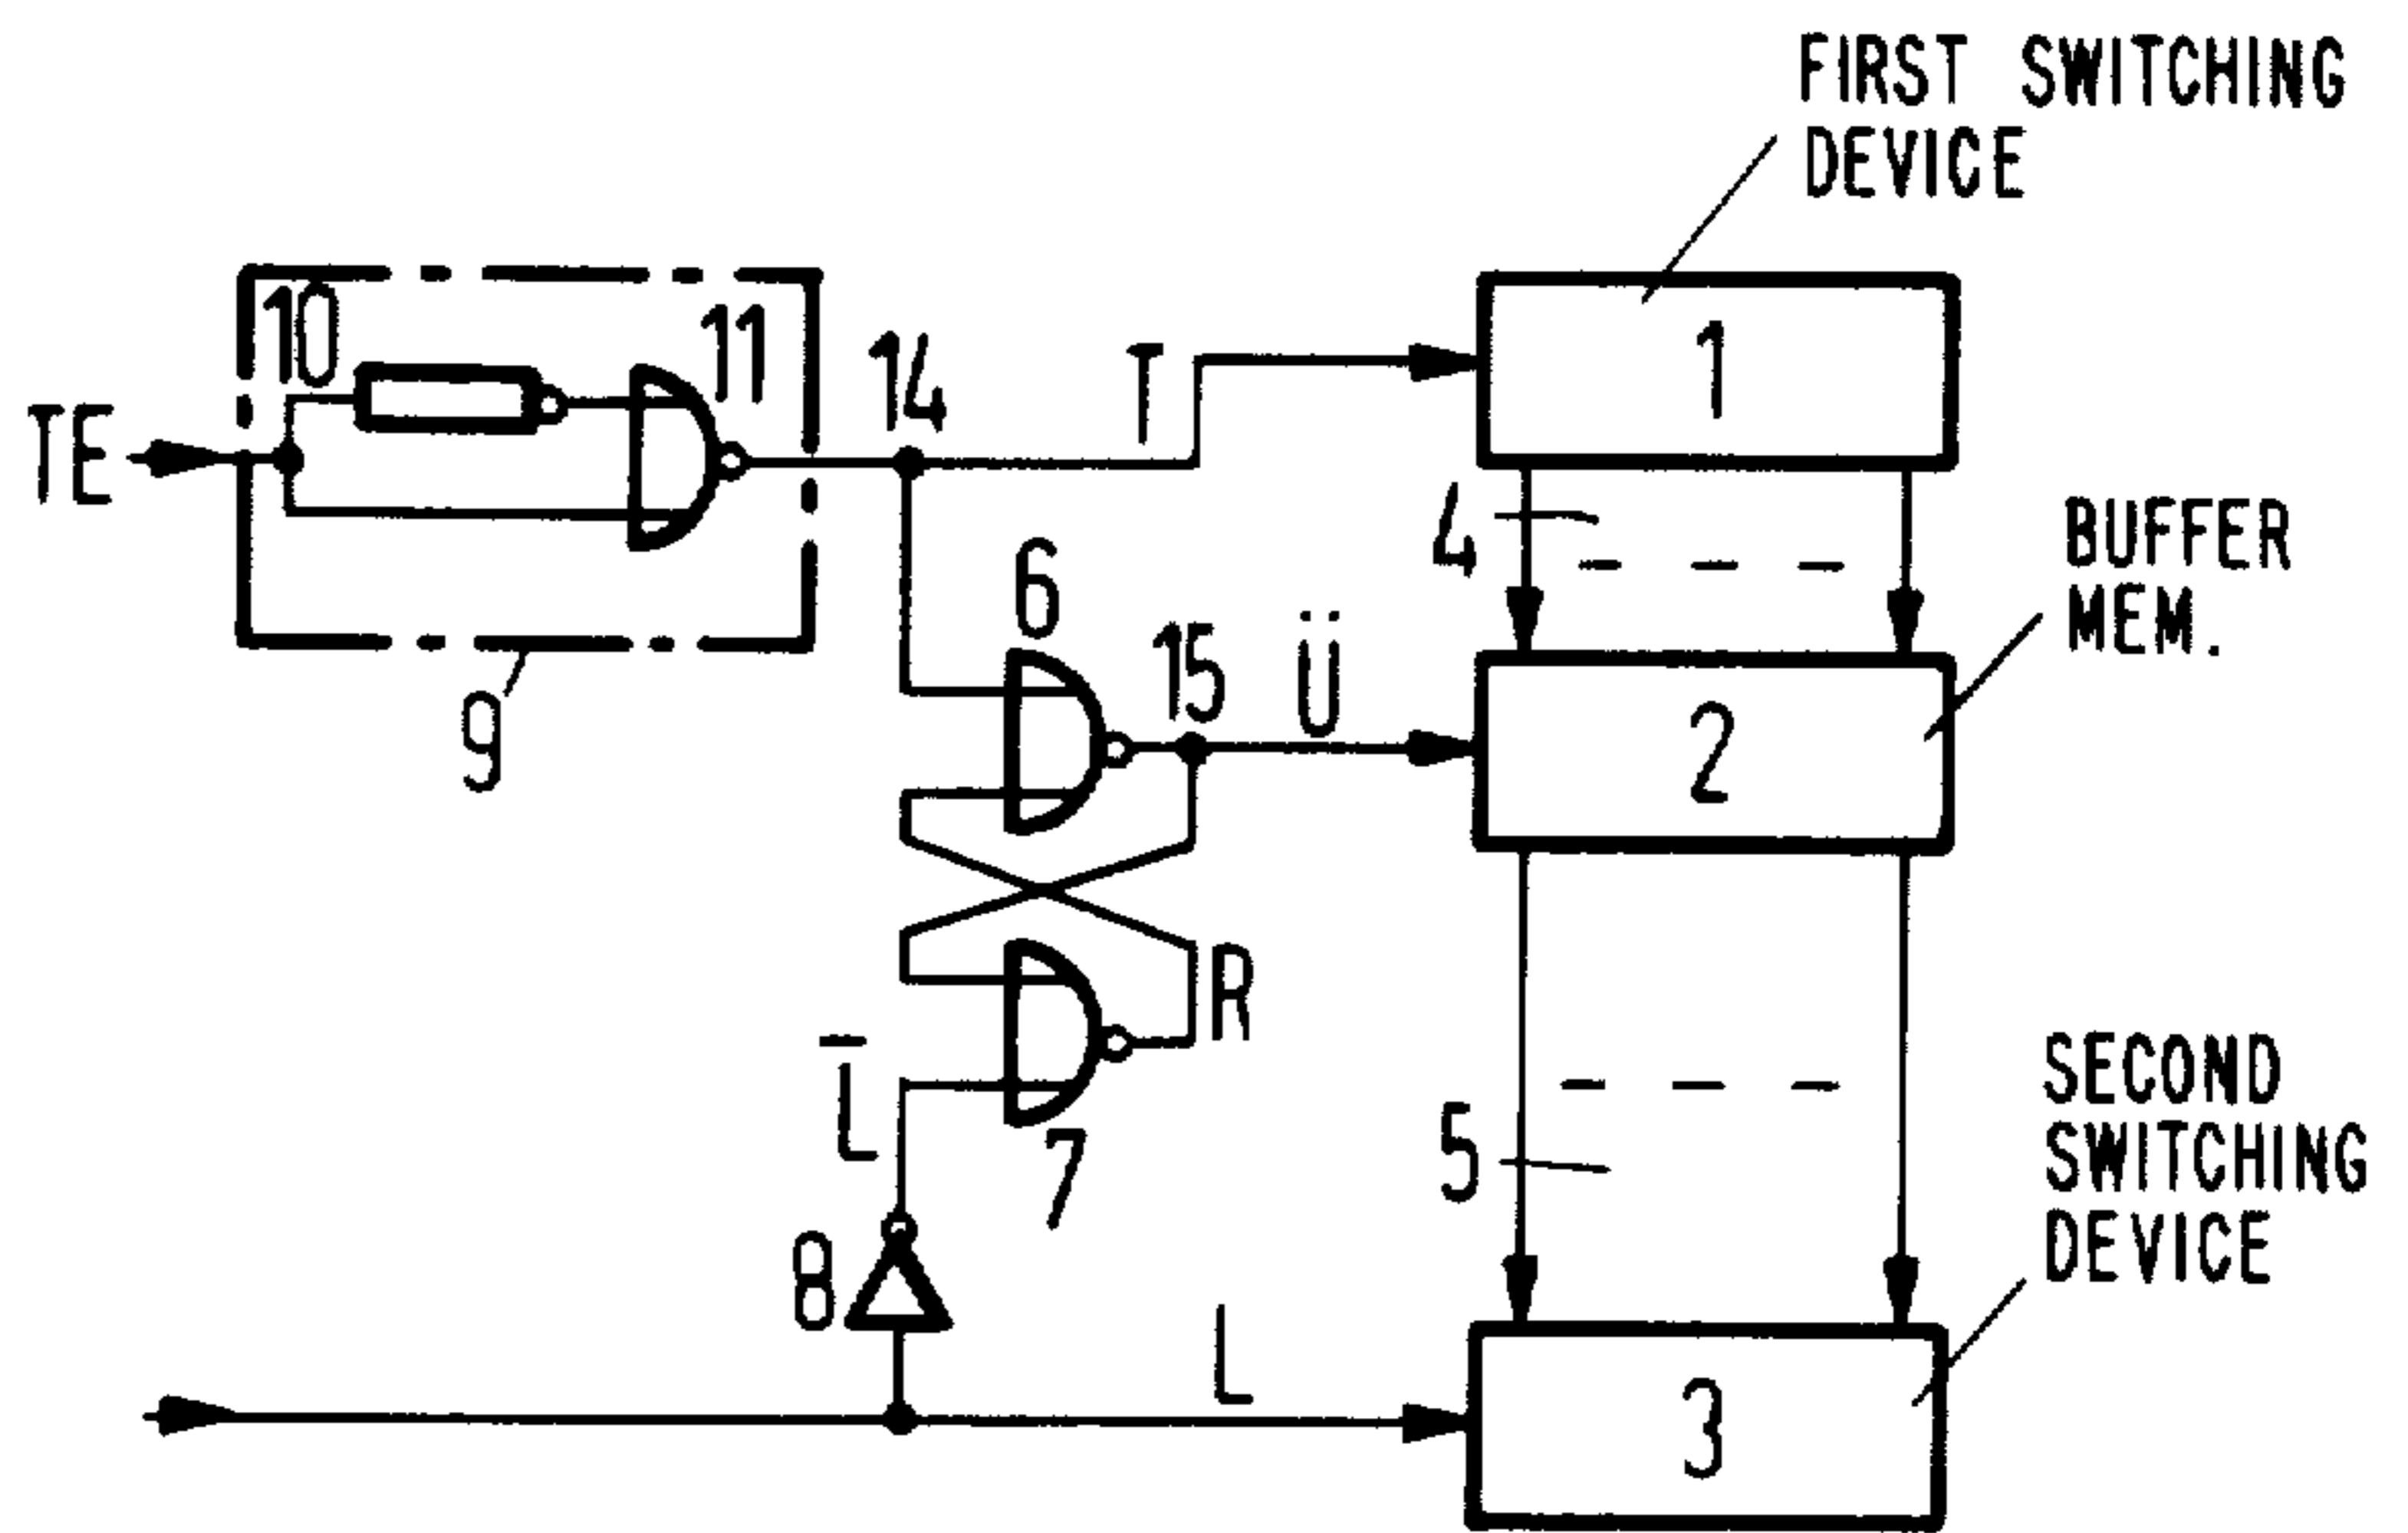 FIRST SWITCHING
DEVICE
10
11
14
T
1
TE
4
BUFFER
MEM.
6
15
Ü
2
9
R
L̅
7
5
SECOND
SWITCHING
DEVICE
8
L
3